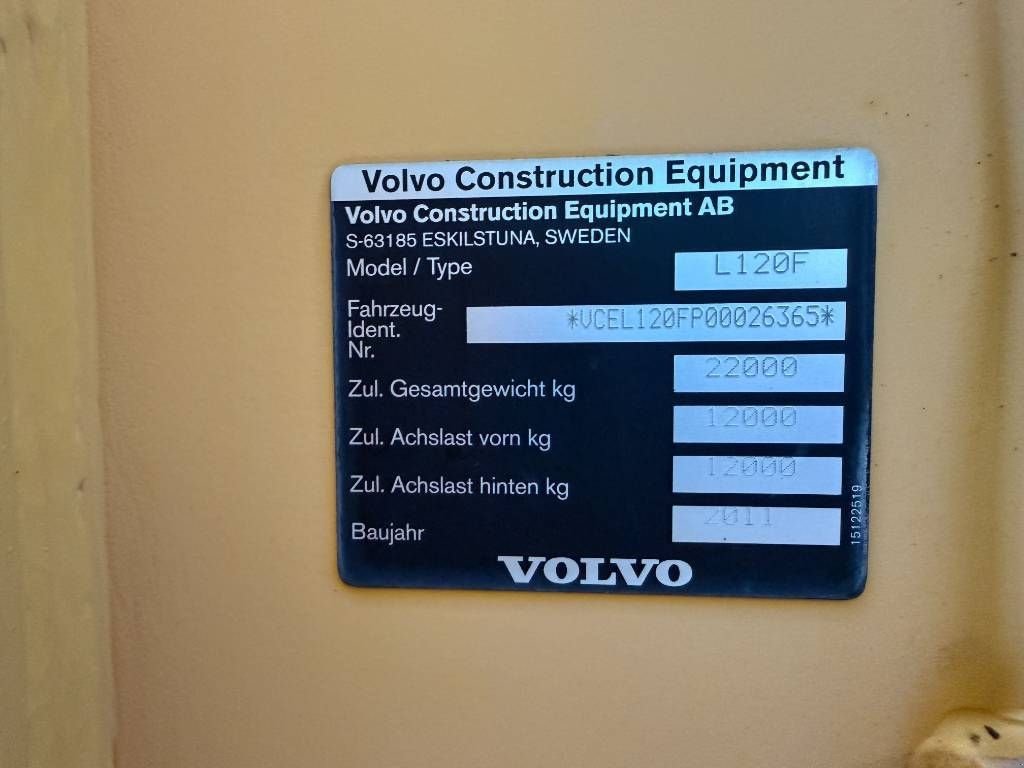 Volvo Construction Equipment
Volvo Construction Equipment AB
S-63185 ESKILSTUNA, SWEDEN
Model / Type L120F
Fahrzeug-
Ident. *VCEL120FP00026365*
Nr.
Zul. Gesamtgewicht kg 22000
Zul. Achslast vorn kg 12000
Zul. Achslast hinten kg 12000
Baujahr 2011
15122519
VOLVO